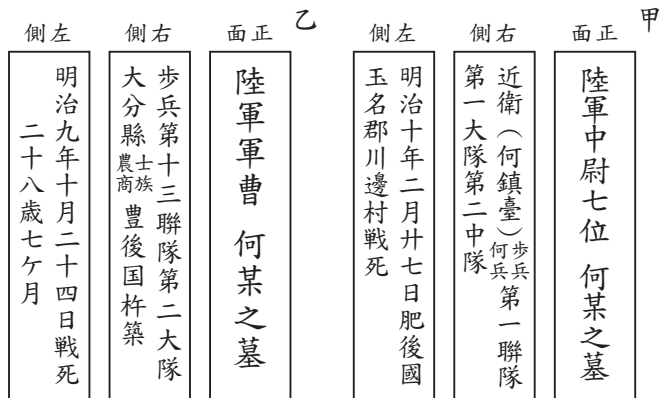 甲
正面
陸軍中尉七位 何某之墓
右側
近衛(何鎮臺)歩兵何兵第一聯隊
第一大隊第二中隊
左側
明治十年二月廿七日肥後國
玉名郡川邊村戦死
乙
正面
陸軍軍曹 何某之墓
右側
歩兵第十三聯隊第二大隊
大分縣士族農商豊後国杵築
左側
明治九年十月二十四日戦死
二十八歳七ケ月